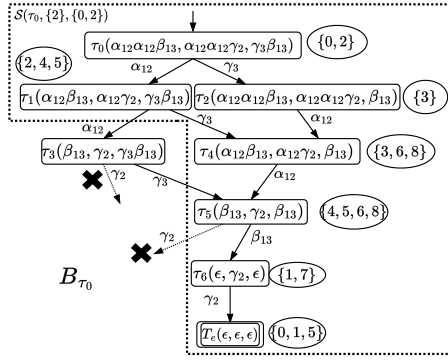 S(τ₀, {2}, {0, 2})
τ₀(α₁₂α₁₂β₁₃, α₁₂α₁₂γ₂, γ₃β₁₃) {0, 2}
{2, 4, 5} α₁₂ γ₃
τ₁(α₁₂β₁₃, α₁₂γ₂, γ₃β₁₃) τ₂(α₁₂α₁₂β₁₃, α₁₂α₁₂γ₂, β₁₃) {3}
α₁₂ γ₃ α₁₂
τ₃(β₁₃, γ₂, γ₃β₁₃) τ₄(α₁₂β₁₃, α₁₂γ₂, β₁₃) {3, 6, 8}
γ₂ γ₃ α₁₂
τ₅(β₁₃, γ₂, β₁₃) {4, 5, 6, 8}
γ₂ β₁₃
B_τ₀ τ₆(ϵ, γ₂, ϵ) {1, 7}
γ₂
T_e(ϵ, ϵ, ϵ) {0, 1, 5}